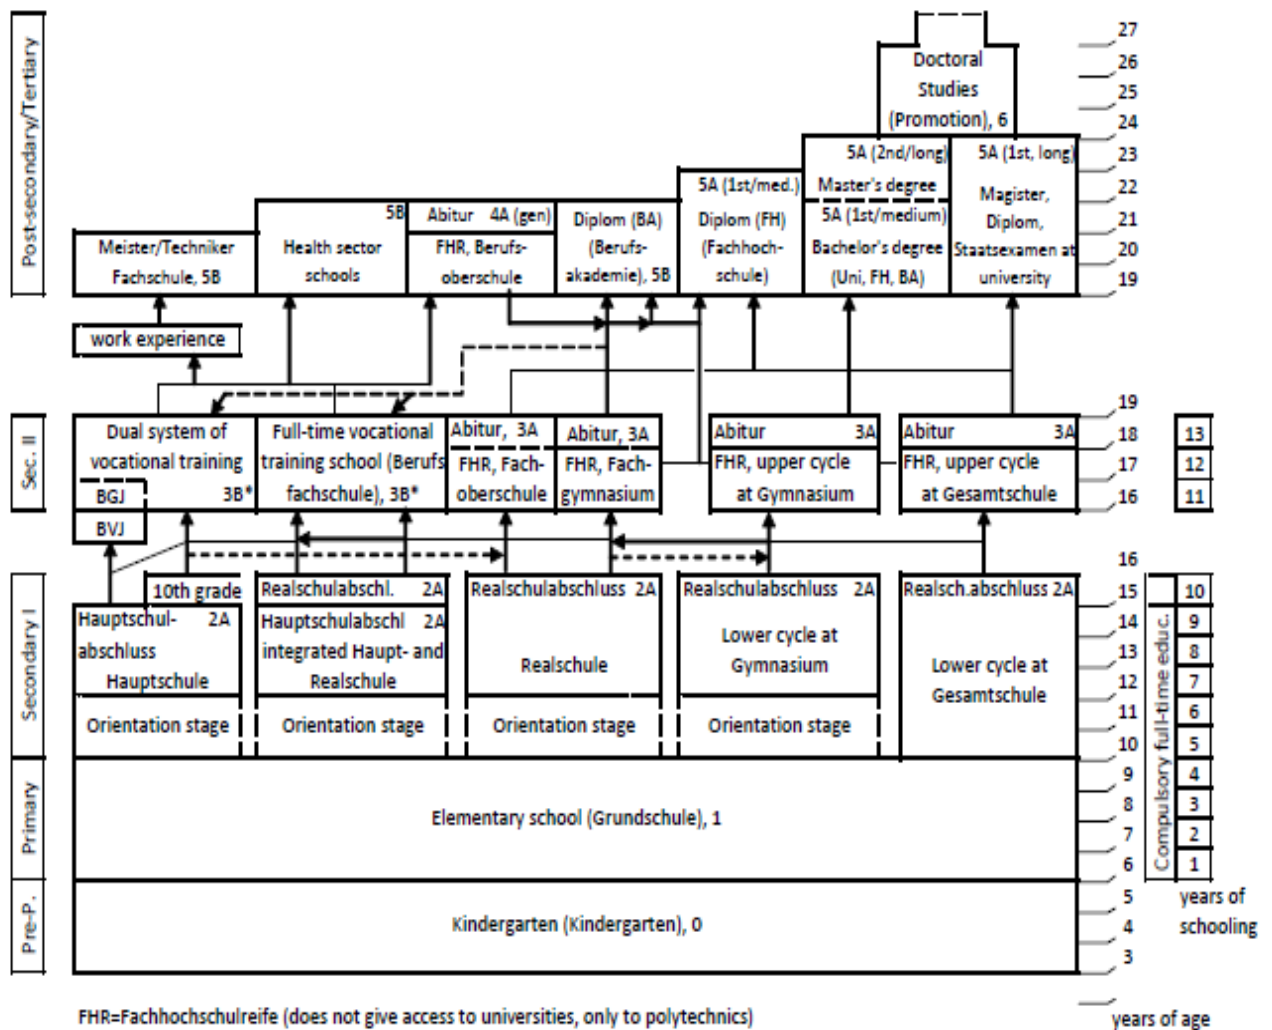 Post-secondary/Tertiary
Doctoral
Studies
(Promotion), 6
5A (2nd/long)
Master's degree
5A (1st/medium)
Bachelor's degree
(Uni, FH, BA)
5A (1st, long)
Magister,
Diplom,
Staatsexamen at
university
5A (1st/med.)
Diplom (FH)
(Fachhoch-
schule)
Diplom (BA)
(Berufs-
akademie), 5B
Abitur 4A (gen)
FHR, Berufs-
oberschule
5B
Health sector
schools
Meister/Techniker
Fachschule, 5B
work experience
27
26
25
24
23
22
21
20
19
Sec. II
Dual system of
vocational training
3B*
BGJ
BVJ
Full-time vocational
training school (Berufs
fachschule), 3B*
Abitur, 3A
FHR, Fach-
oberschule
Abitur, 3A
FHR, Fach-
gymnasium
Abitur 3A
FHR, upper cycle
at Gymnasium
Abitur 3A
FHR, upper cycle
at Gesamtschule
19
18
17
16
13
12
11
Secondary I
10th grade
Hauptschul- 2A
abschluss
Hauptschule
Orientation stage
Realschulabschl. 2A
Hauptschulabschl 2A
integrated Haupt- and
Realschule
Orientation stage
Realschulabschluss 2A
Realschule
Orientation stage
Realschulabschluss 2A
Lower cycle at
Gymnasium
Orientation stage
Realsch.abschluss 2A
Lower cycle at
Gesamtschule
16
15
14
13
12
11
10
Compulsory full-time educ.
10
9
8
7
6
5
4
3
2
1
Primary
Elementary school (Grundschule), 1
9
8
7
6
Pre-P.
Kindergarten (Kindergarten), 0
5
4
3
years of
schooling
FHR=Fachhochschulreife (does not give access to universities, only to polytechnics)
years of age